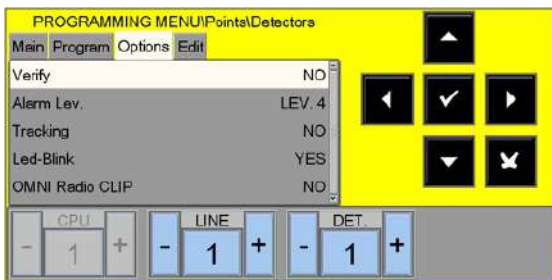 PROGRAMMING MENU\Points\Detectors
Main Program Options Edit
Verify NO
Alarm Lev. LEV. 4
Tracking NO
Led-Blink YES
OMNI Radio CLIP NO
CPU LINE DET.
- 1 + - 1 + - 1 +